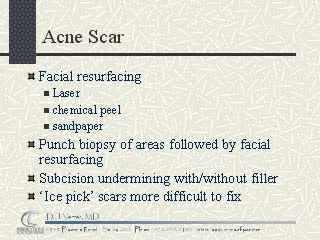 Acne Scar
Facial resurfacing
Laser
chemical peel
sandpaper
Punch biopsy of areas followed by facial
resurfacing
Subcision undermining with/without filler
‘Ice pick’ scars more difficult to fix
MD